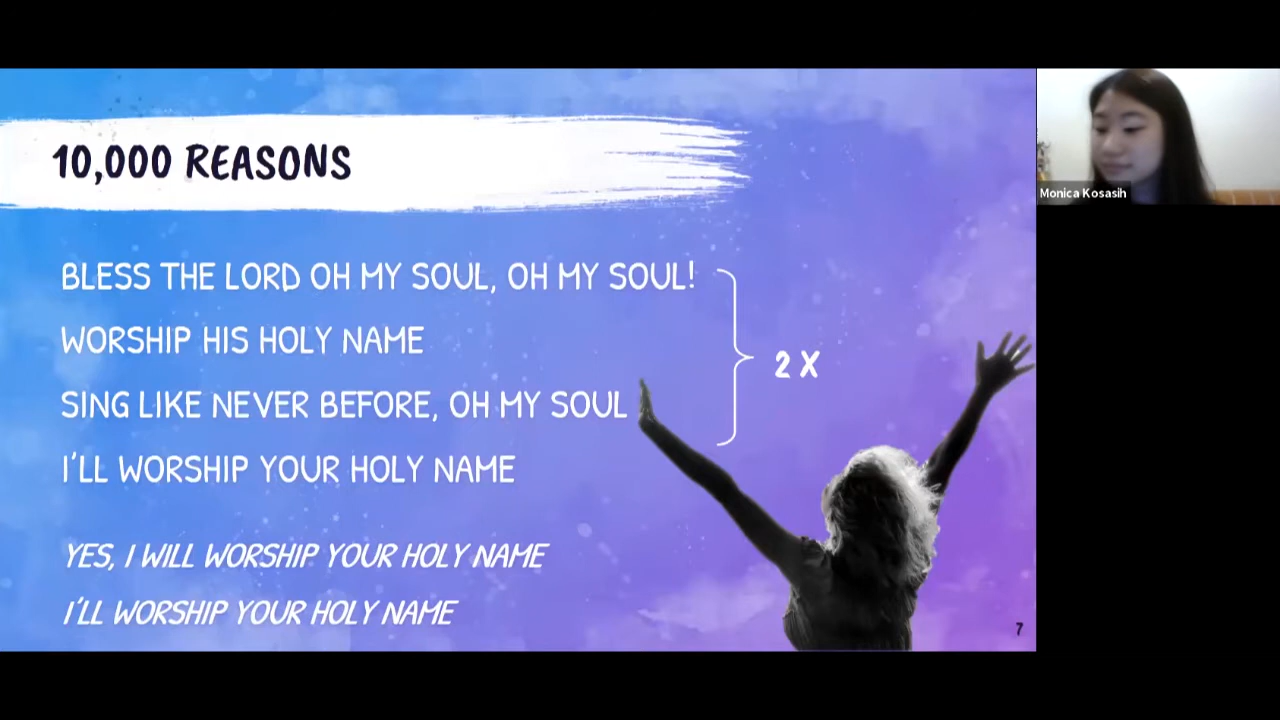 10,000 REASONS
BLESS THE LORD OH MY SOUL, OH MY SOUL!
WORSHIP HIS HOLY NAME
SING LIKE NEVER BEFORE, OH MY SOUL
I'LL WORSHIP YOUR HOLY NAME
2 X
YES, I WILL WORSHIP YOUR HOLY NAME
I'LL WORSHIP YOUR HOLY NAME
7
Monica Kosasih